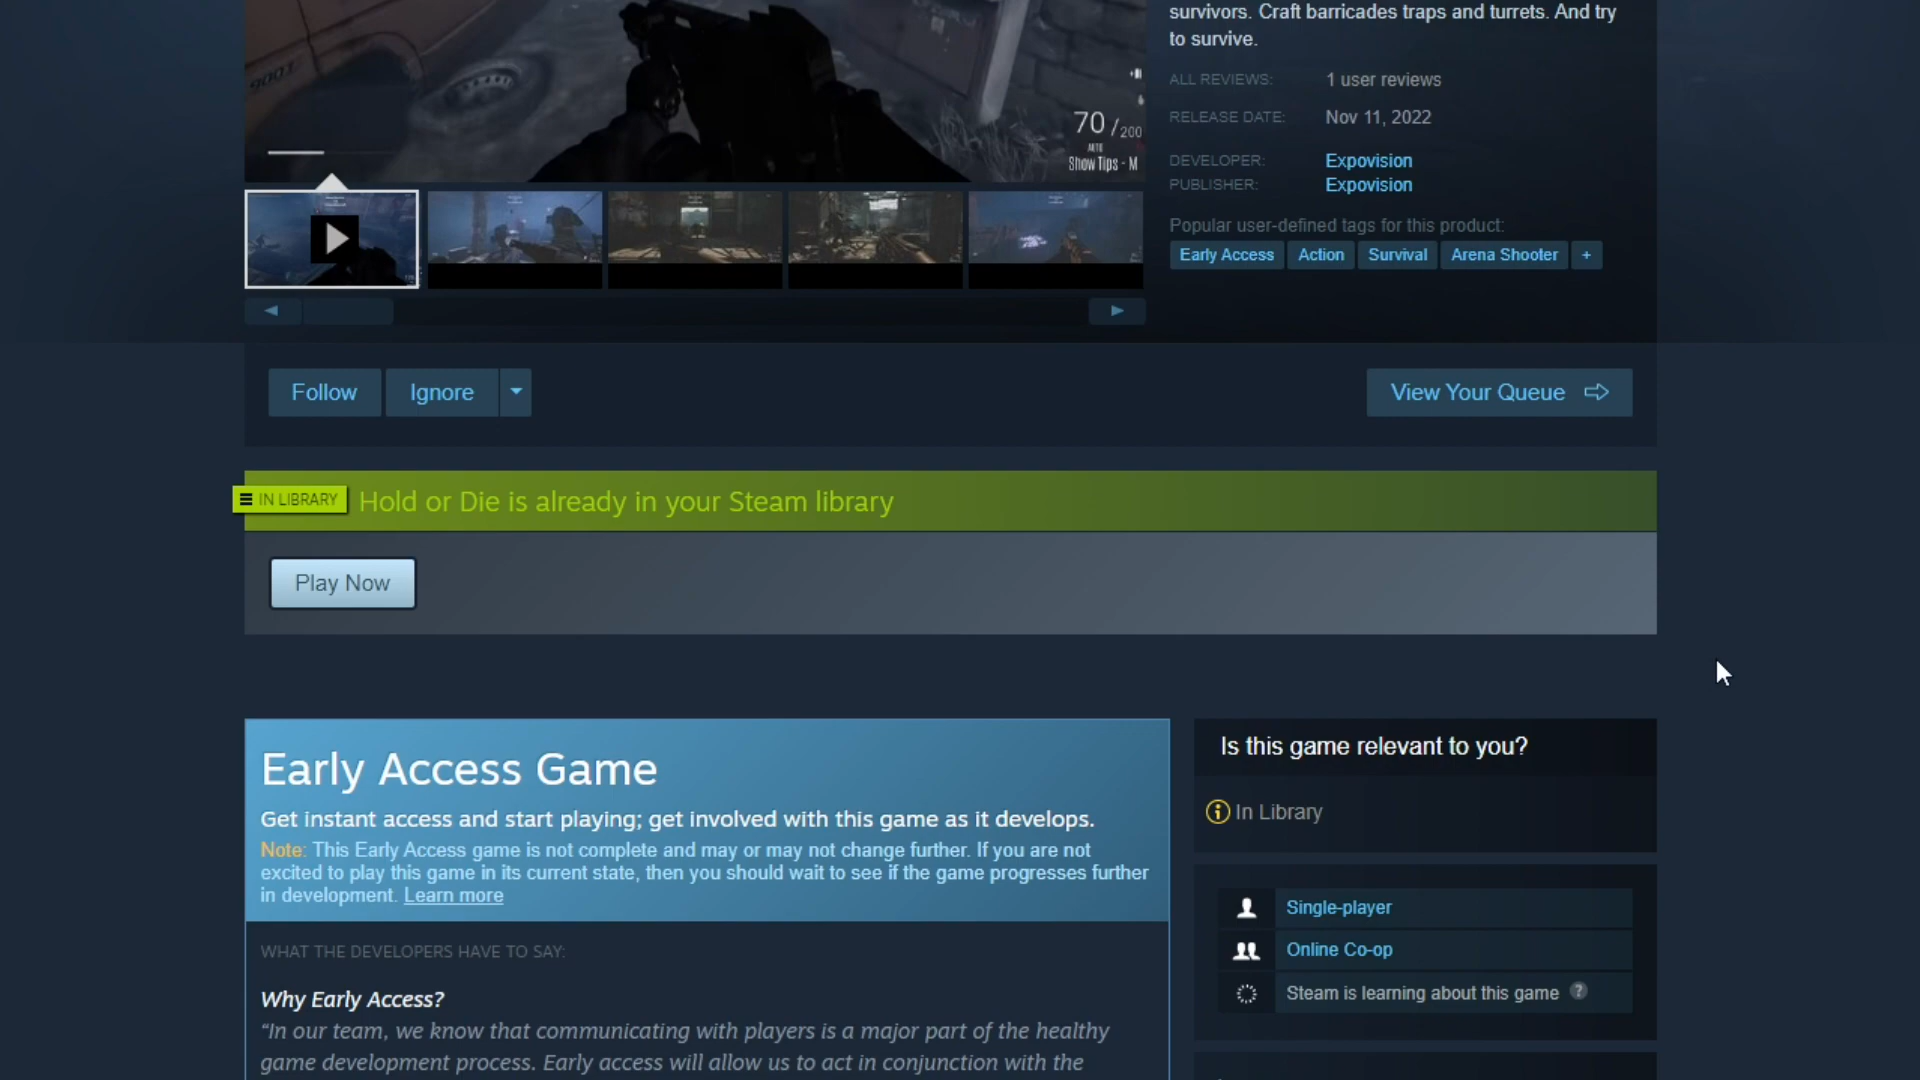 survivors. Craft barricades traps and turrets. And try
to survive.
ALL REVIEWS: 1 user reviews
RELEASE DATE: Nov 11, 2022
DEVELOPER: Expovision
PUBLISHER: Expovision
Popular user-defined tags for this product:
Early Access Action Survival Arena Shooter +
9001
70 / 200
AUTO
Show Tips - M
Follow Ignore View Your Queue
IN LIBRARY Hold or Die is already in your Steam library
Play Now
Early Access Game
Get instant access and start playing; get involved with this game as it develops.
Note: This Early Access game is not complete and may or may not change further. If you are not
excited to play this game in its current state, then you should wait to see if the game progresses further
in development. Learn more
WHAT THE DEVELOPERS HAVE TO SAY:
Why Early Access?
“In our team, we know that communicating with players is a major part of the healthy
game development process. Early access will allow us to act in conjunction with the
Is this game relevant to you?
In Library
Single-player
Online Co-op
Steam is learning about this game ?